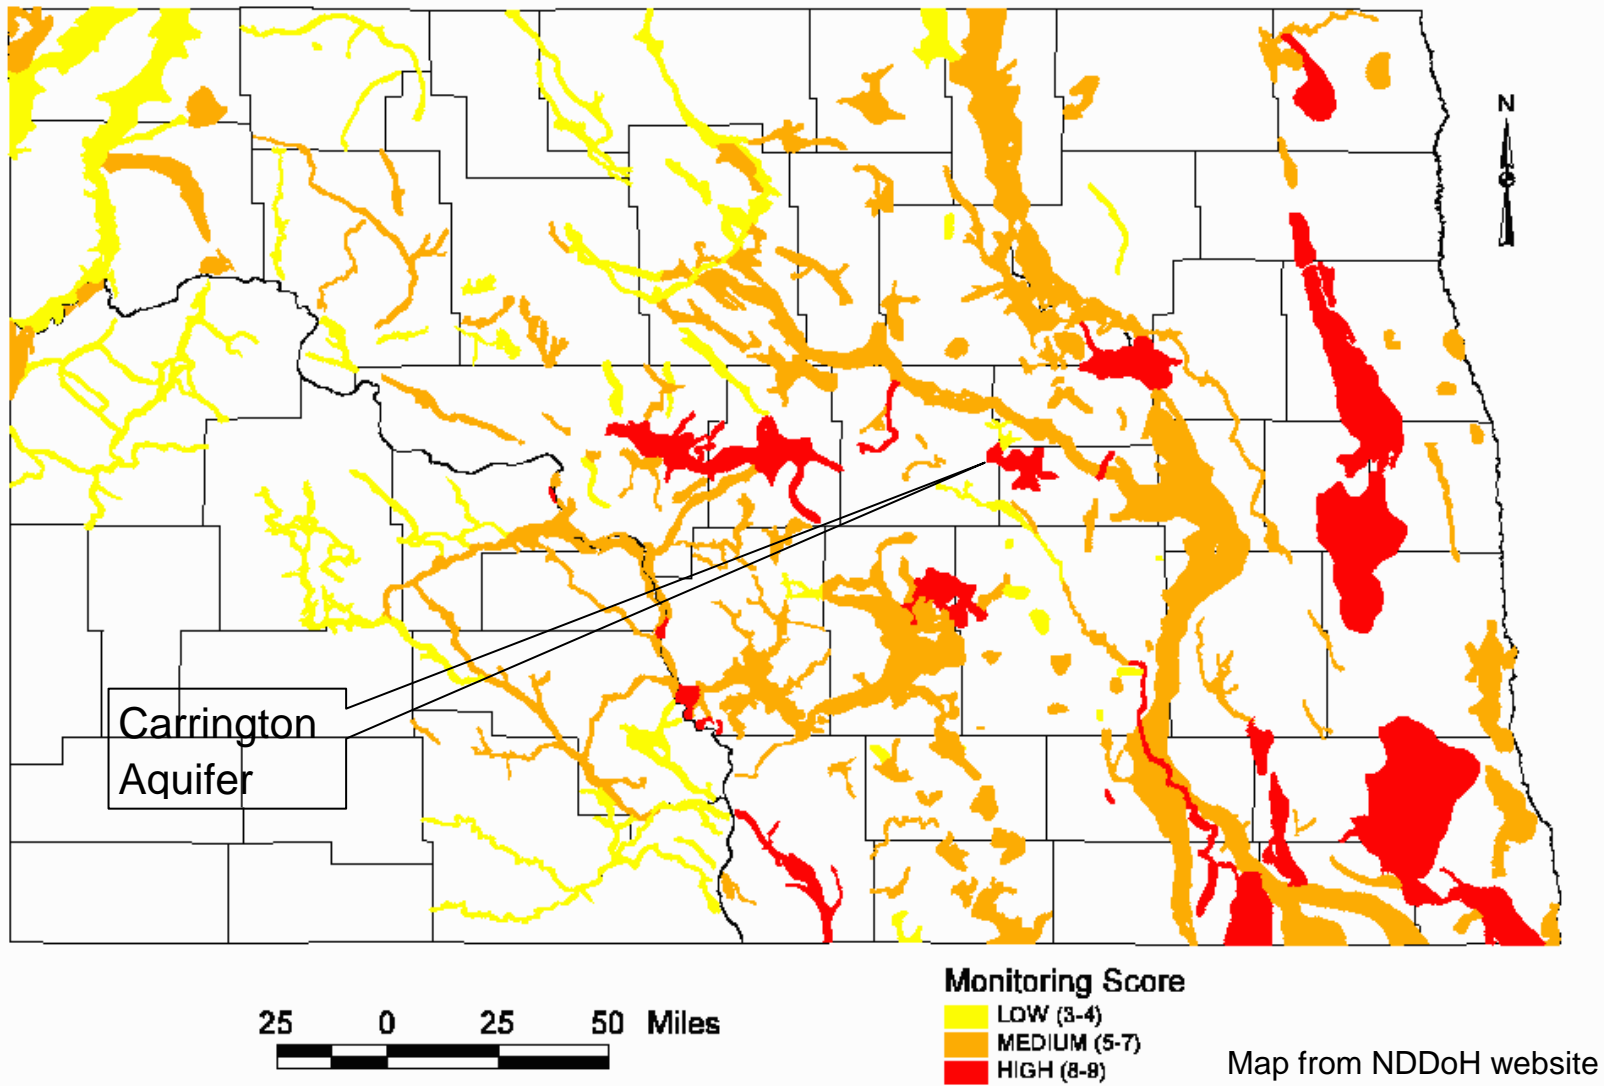 N
Carrington
Aquifer
Monitoring Score
LOW (3-4)
MEDIUM (5-7)
HIGH (8-9)
25 0 25 50 Miles
Map from NDDoH website